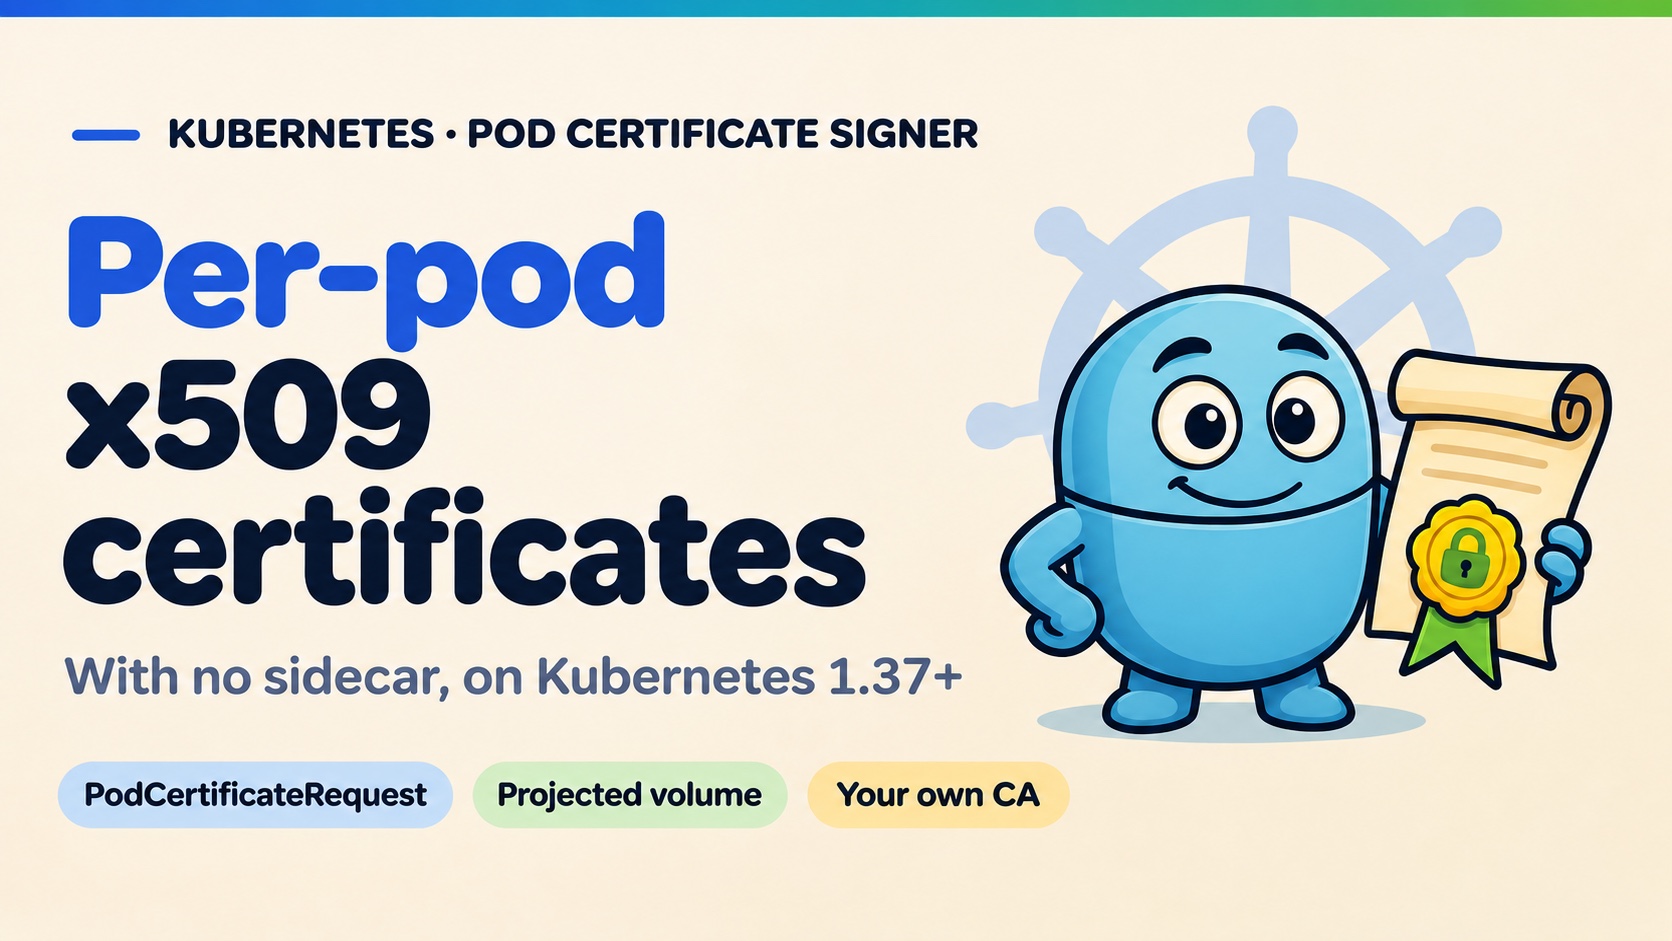 KUBERNETES · POD CERTIFICATE SIGNER
Per-pod
x509
certificates
With no sidecar, on Kubernetes 1.37+
PodCertificateRequest
Projected volume
Your own CA